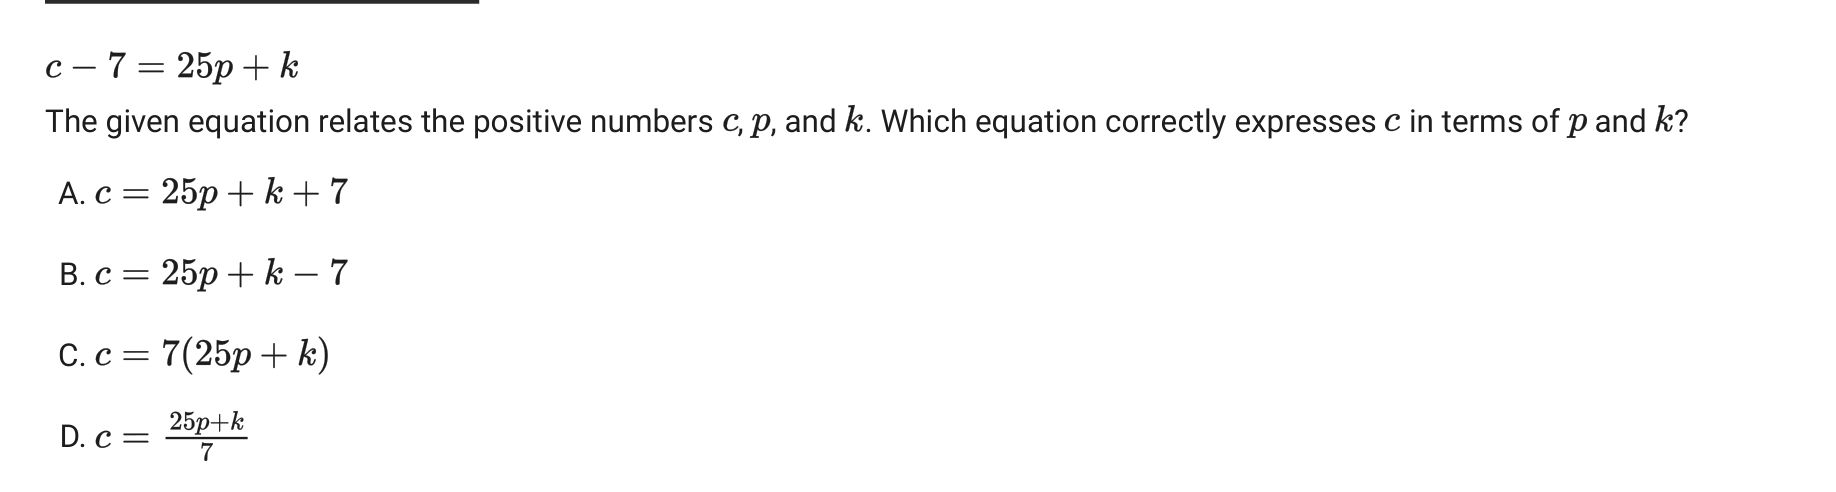 c − 7 = 25p + k
The given equation relates the positive numbers c, p, and k. Which equation correctly expresses c in terms of p and k?
A. c = 25p + k + 7
B. c = 25p + k − 7
C. c = 7(25p + k)
D. c = \frac{25p+k}{7}